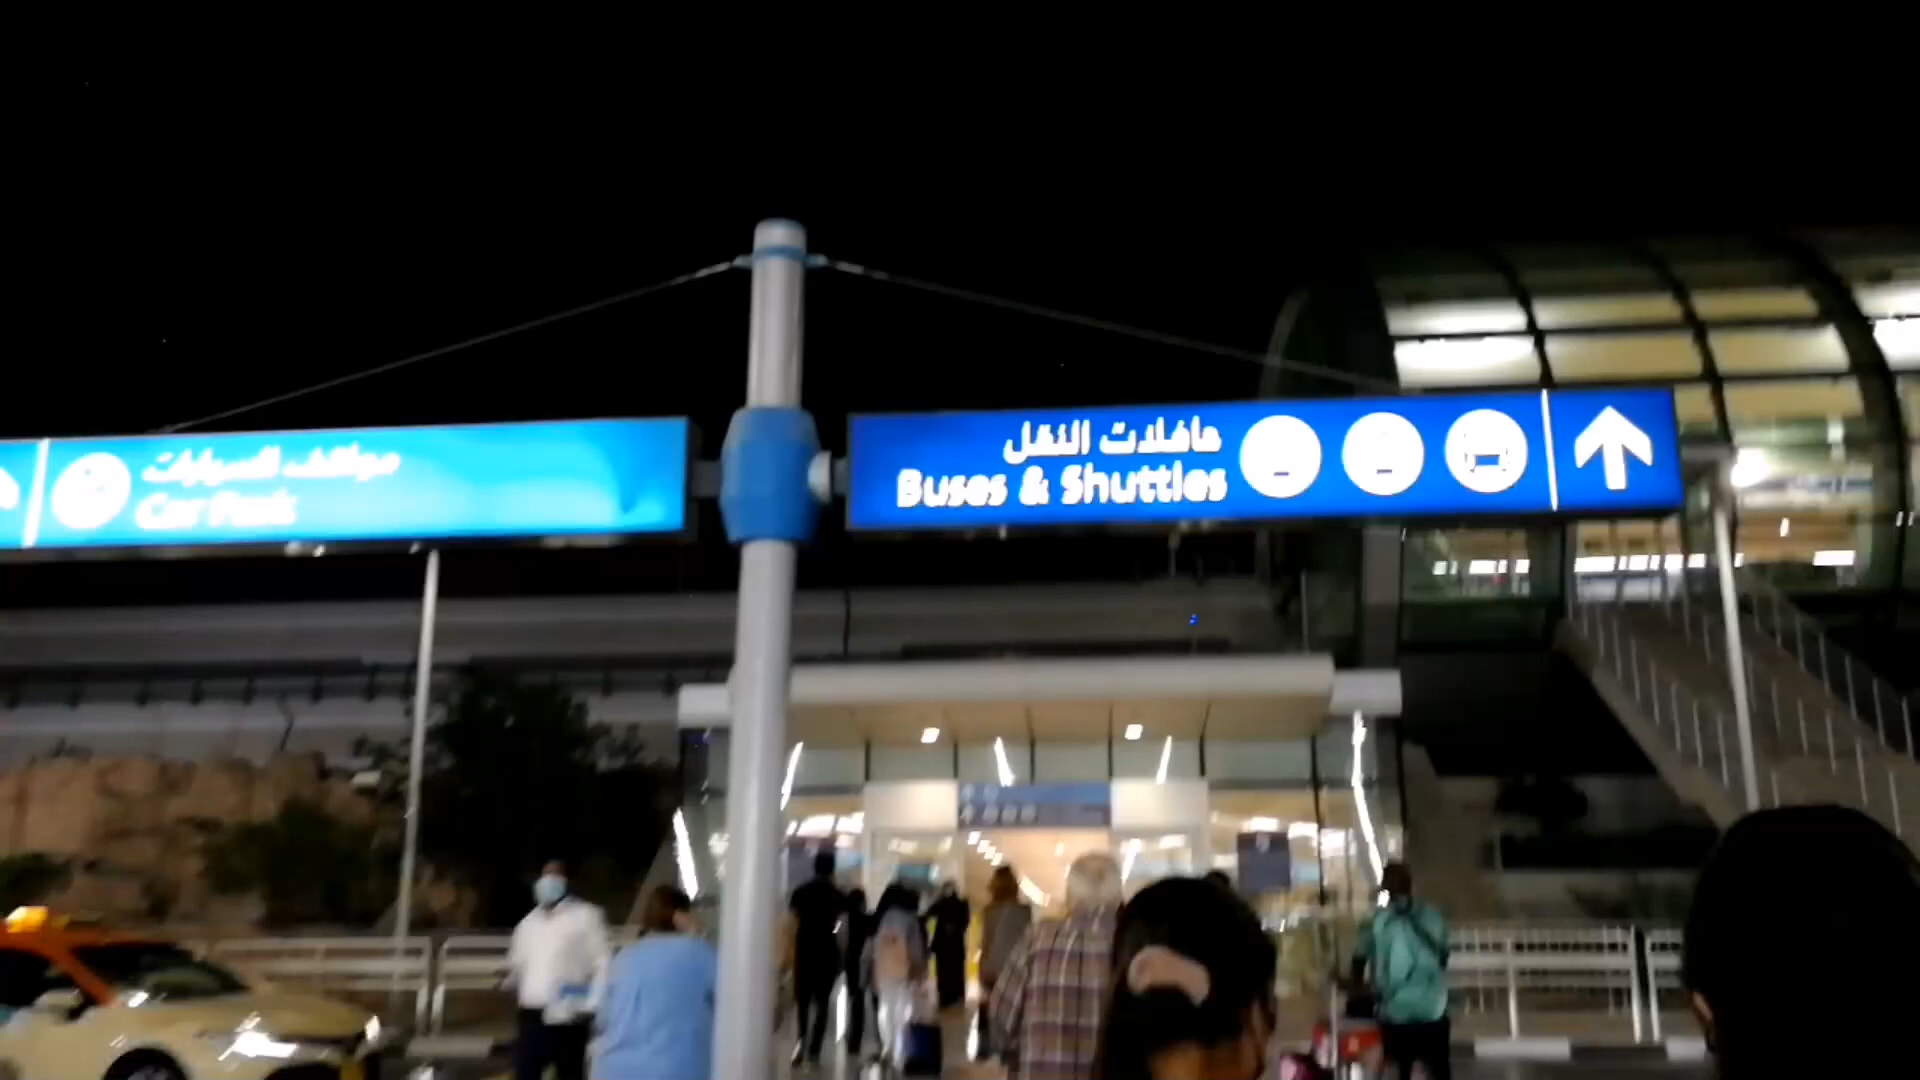 مواقف السيارات
Car Park
حافلات النقل
Buses & Shuttles